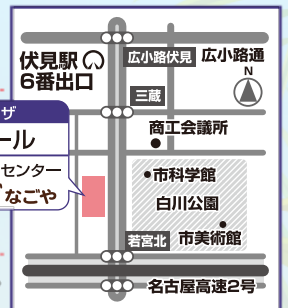 伏見駅
6番出口
広小路伏見
広小路通
N
三蔵
商工会議所
ザ
ール
センター
なごや
市科学館
白川公園
市美術館
若宮北
名古屋高速2号